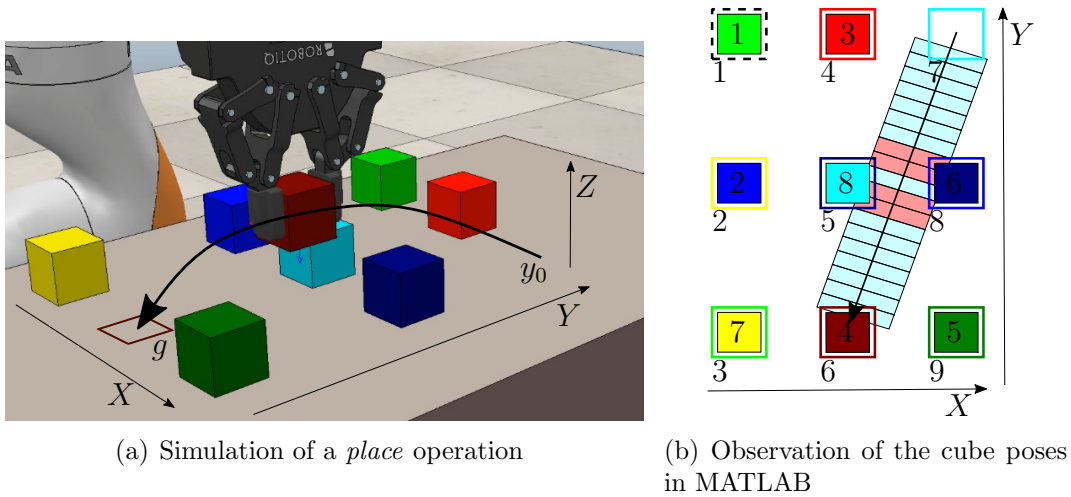 ROBOTIQ
A
Z
y₀
Y
g
X
(a) Simulation of a place operation
1 3 Y
1 4 7
2 8 6
2 5 8
7 4 5
3 6 9
X
(b) Observation of the cube poses
in MATLAB